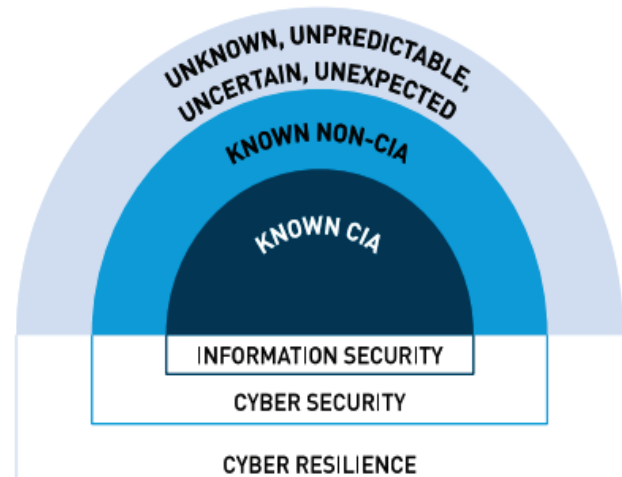 UNKNOWN, UNPREDICTABLE,
UNCERTAIN, UNEXPECTED
KNOWN NON-CIA
KNOWN CIA
INFORMATION SECURITY
CYBER SECURITY
CYBER RESILIENCE